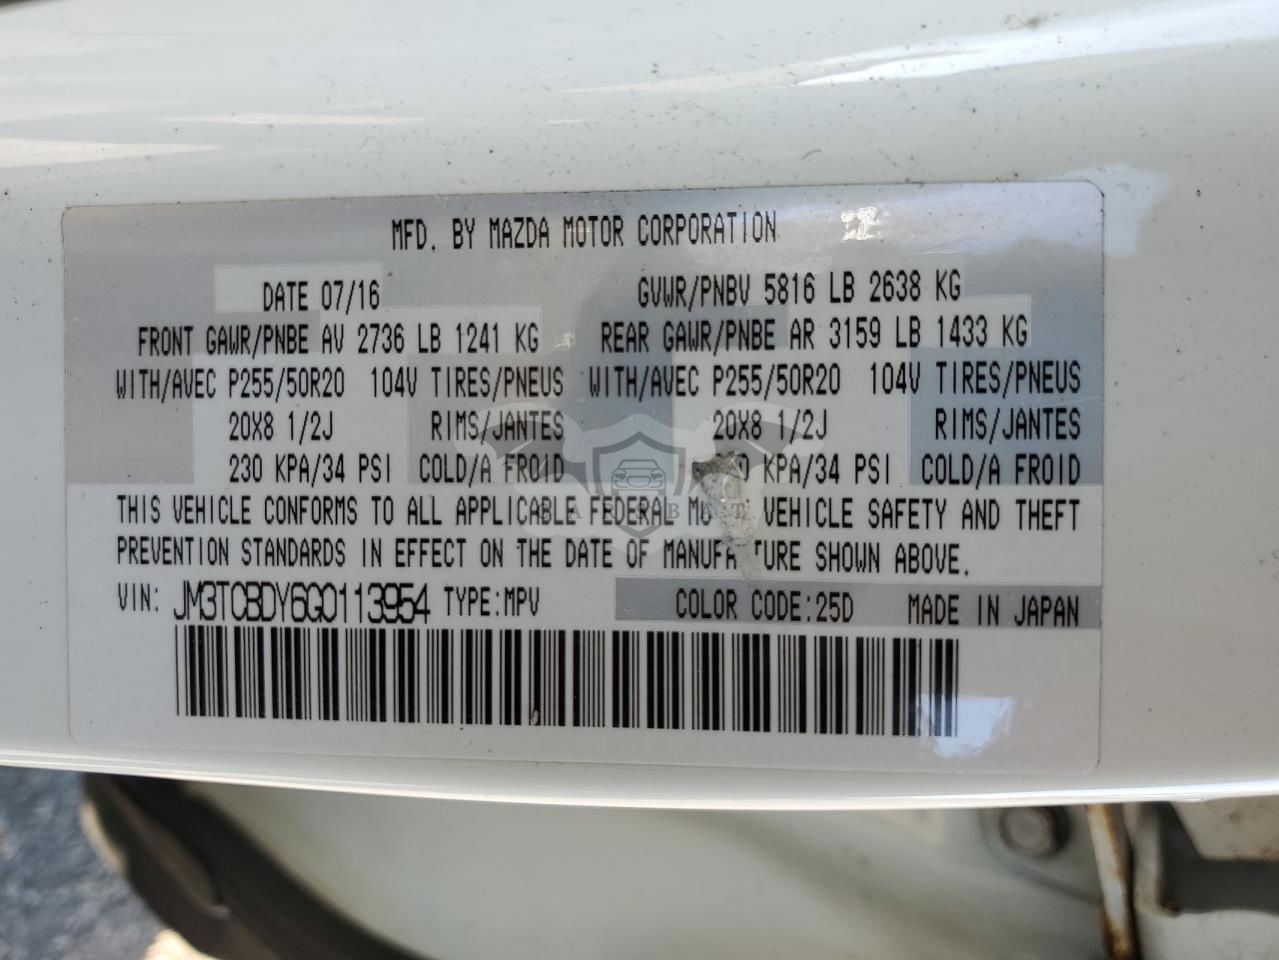 MFD. BY MAZDA MOTOR CORPORATION
DATE 07/16 GVWR/PNBV 5816 LB 2638 KG
FRONT GAWR/PNBE AV 2736 LB 1241 KG REAR GAWR/PNBE AR 3159 LB 1433 KG
WITH/AVEC P255/50R20 104V TIRES/PNEUS WITH/AVEC P255/50R20 104V TIRES/PNEUS
20X8 1/2J RIMS/JANTES 20X8 1/2J RIMS/JANTES
230 KPA/34 PSI COLD/A FROID KPA/34 PSI COLD/A FROID
THIS VEHICLE CONFORMS TO ALL APPLICABLE FEDERAL VEHICLE SAFETY AND THEFT
PREVENTION STANDARDS IN EFFECT ON THE DATE OF MANUFACTURE SHOWN ABOVE.
VIN: JM3TCBDY6G0113954 TYPE:MPV COLOR CODE:25D MADE IN JAPAN